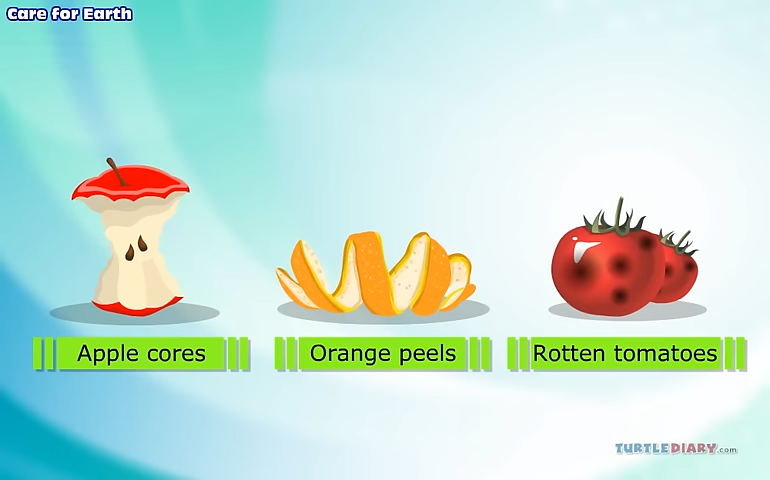 Care for Earth
Apple cores
Orange peels
Rotten tomatoes
TURTLEDIARY.com